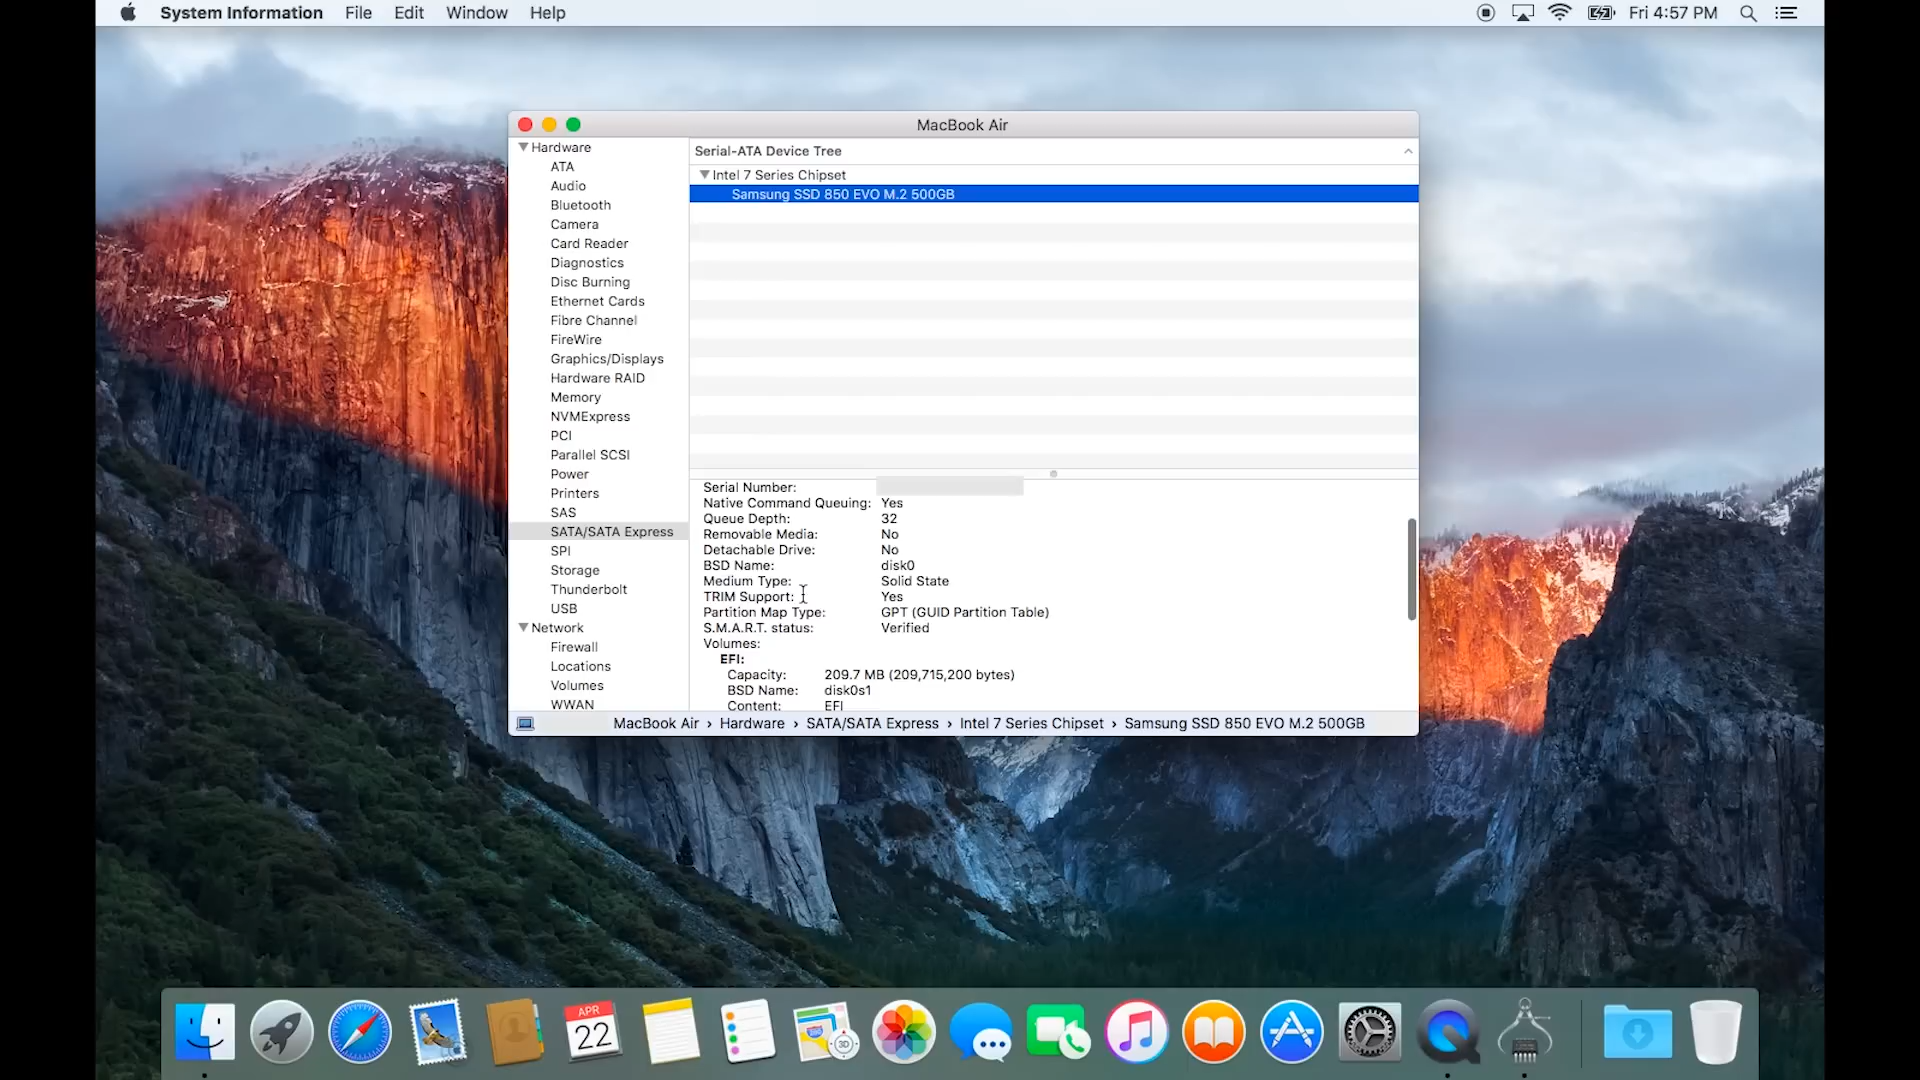 System Information File Edit Window Help Fri 4:57 PM
MacBook Air
Hardware
ATA
Audio
Bluetooth
Camera
Card Reader
Diagnostics
Disc Burning
Ethernet Cards
Fibre Channel
FireWire
Graphics/Displays
Hardware RAID
Memory
NVMExpress
PCI
Parallel SCSI
Power
Printers
SAS
SATA/SATA Express
SPI
Storage
Thunderbolt
USB
Network
Firewall
Locations
Volumes
WWAN
Serial-ATA Device Tree
Intel 7 Series Chipset
Samsung SSD 850 EVO M.2 500GB
Serial Number:
Native Command Queuing: Yes
Queue Depth: 32
Removable Media: No
Detachable Drive: No
BSD Name: disk0
Medium Type: Solid State
TRIM Support: Yes
Partition Map Type: GPT (GUID Partition Table)
S.M.A.R.T. status: Verified
Volumes:
EFI:
Capacity: 209.7 MB (209,715,200 bytes)
BSD Name: disk0s1
Content: EFI
MacBook Air › Hardware › SATA/SATA Express › Intel 7 Series Chipset › Samsung SSD 850 EVO M.2 500GB
APR
22
3D